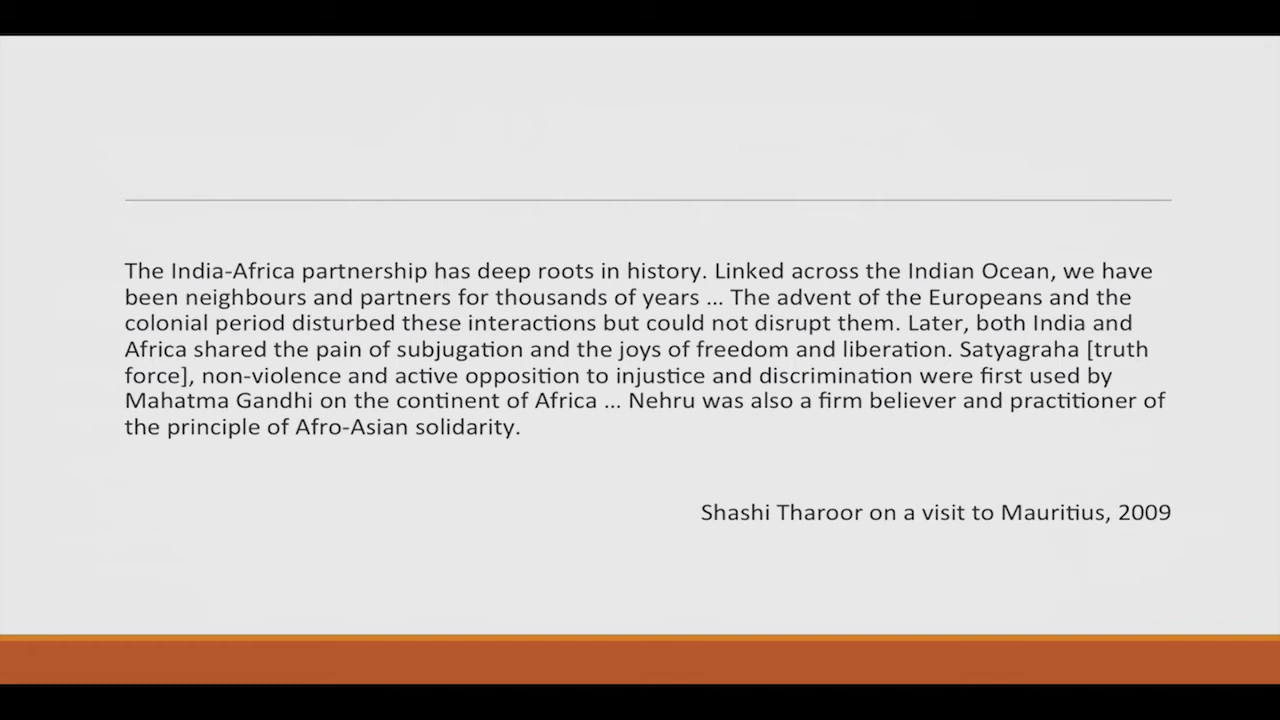 The India-Africa partnership has deep roots in history. Linked across the Indian Ocean, we have
been neighbours and partners for thousands of years ... The advent of the Europeans and the
colonial period disturbed these interactions but could not disrupt them. Later, both India and
Africa shared the pain of subjugation and the joys of freedom and liberation. Satyagraha [truth
force], non-violence and active opposition to injustice and discrimination were first used by
Mahatma Gandhi on the continent of Africa ... Nehru was also a firm believer and practitioner of
the principle of Afro-Asian solidarity.
Shashi Tharoor on a visit to Mauritius, 2009